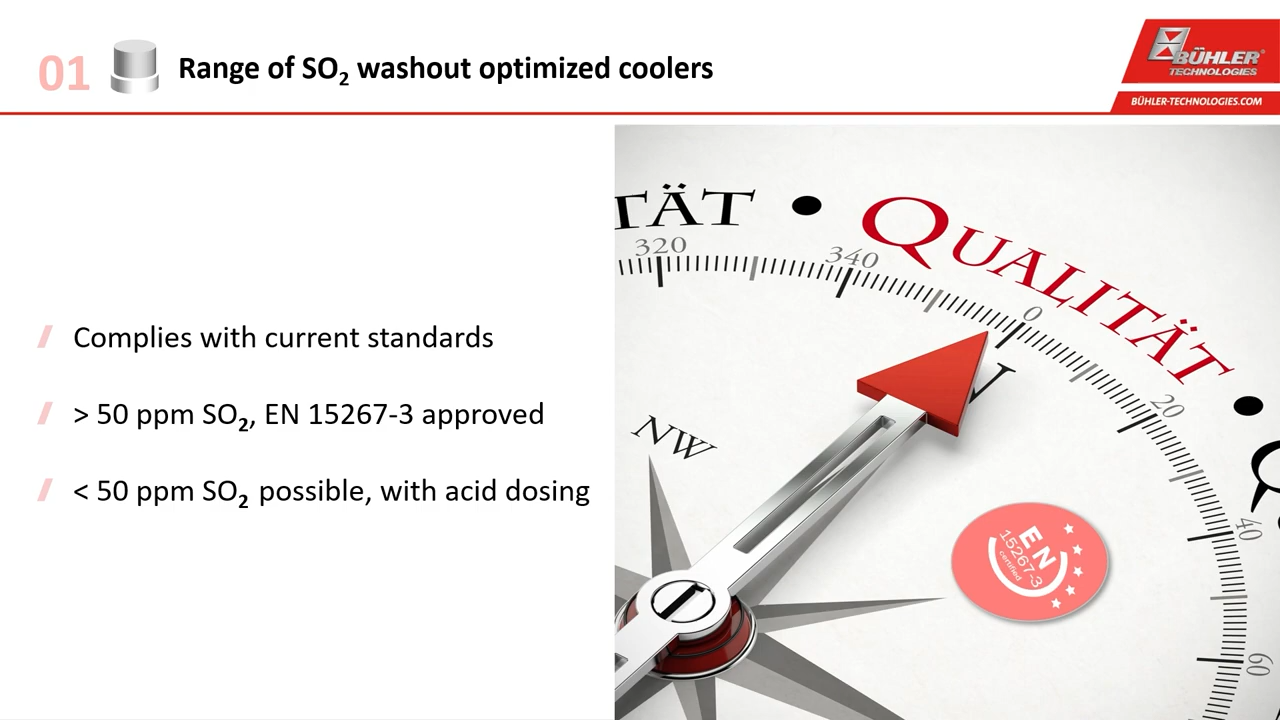 01
Range of SO₂ washout optimized coolers
BÜHLER®
TECHNOLOGIES
BÜHLER-TECHNOLOGIES.COM
Complies with current standards
> 50 ppm SO₂, EN 15267-3 approved
< 50 ppm SO₂ possible, with acid dosing
TÄT • QUALITÄT • Q
320
340
0
20
40
60
N
NW
EN
15267-3
certified